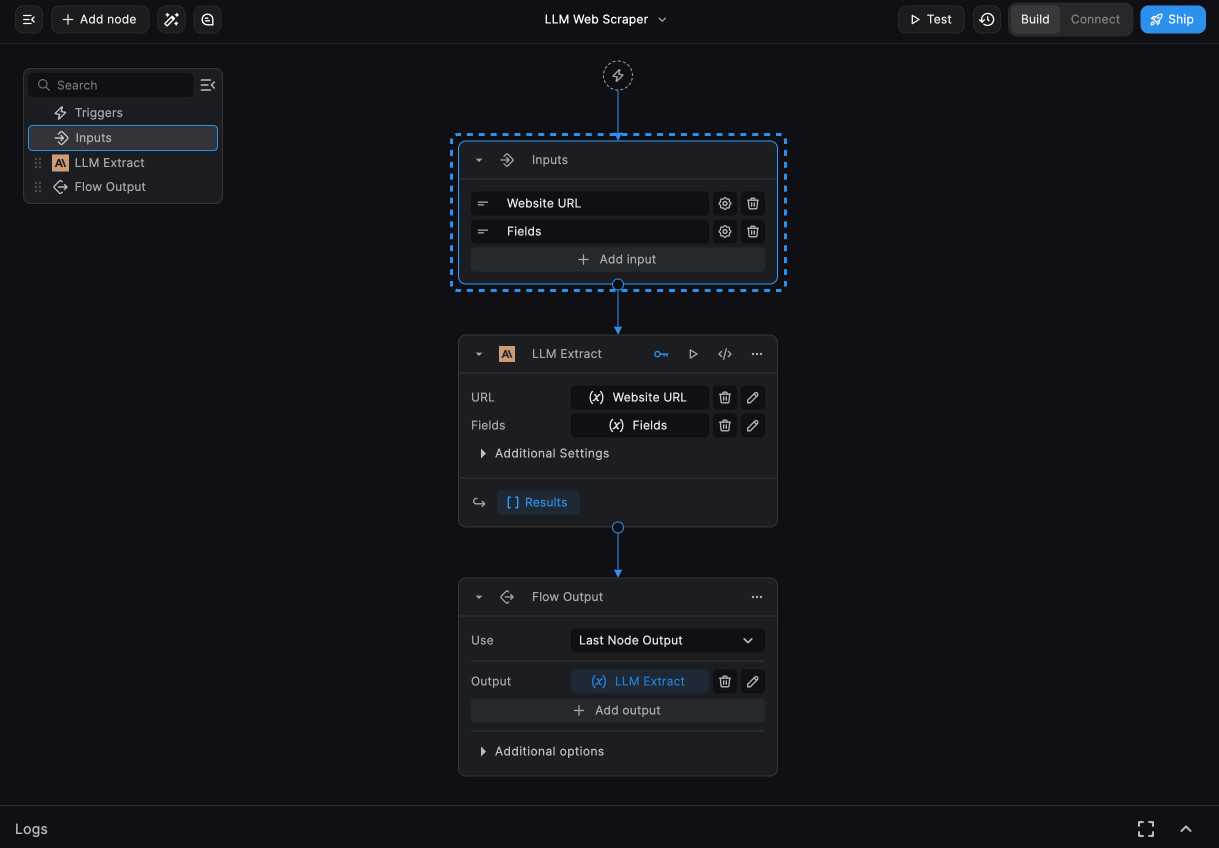 Add node
LLM Web Scraper
Test
Build
Connect
Ship
Search
Triggers
Inputs
LLM Extract
Flow Output
Inputs
Website URL
Fields
Add input
LLM Extract
URL
(x) Website URL
Fields
(x) Fields
Additional Settings
[ ] Results
Flow Output
Use
Last Node Output
Output
(x) LLM Extract
Add output
Additional options
Logs